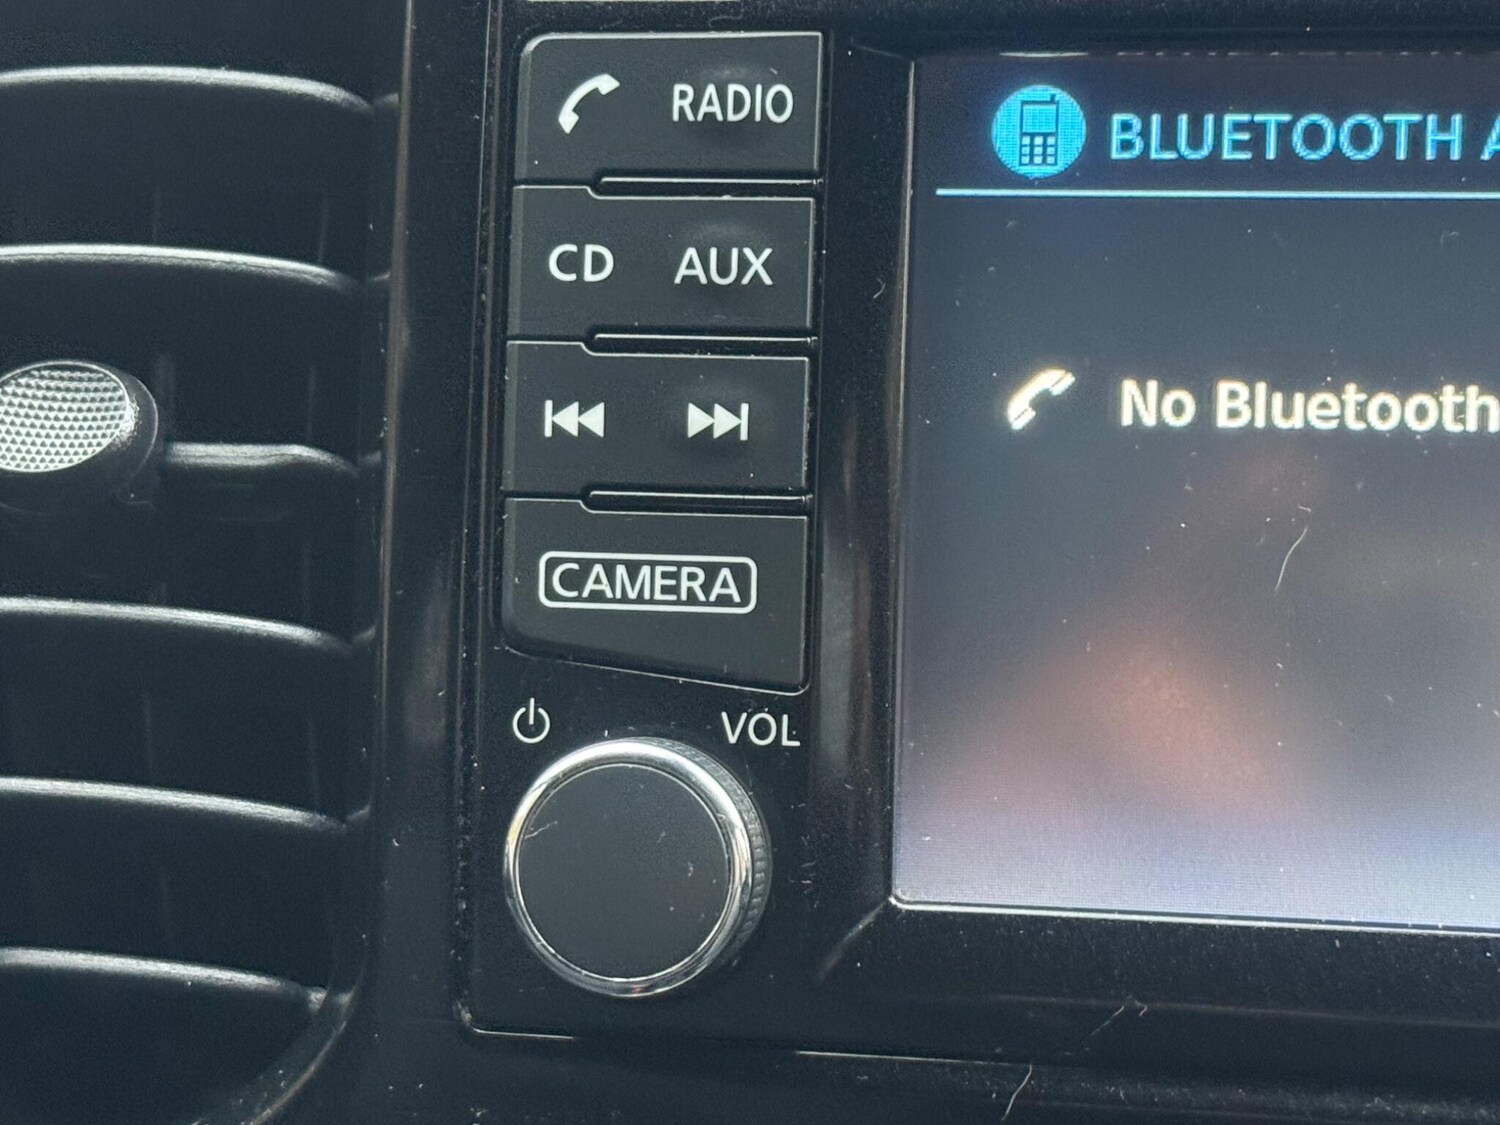 RADIO
CD AUX
CAMERA
VOL
BLUETOOTH A
No Bluetooth